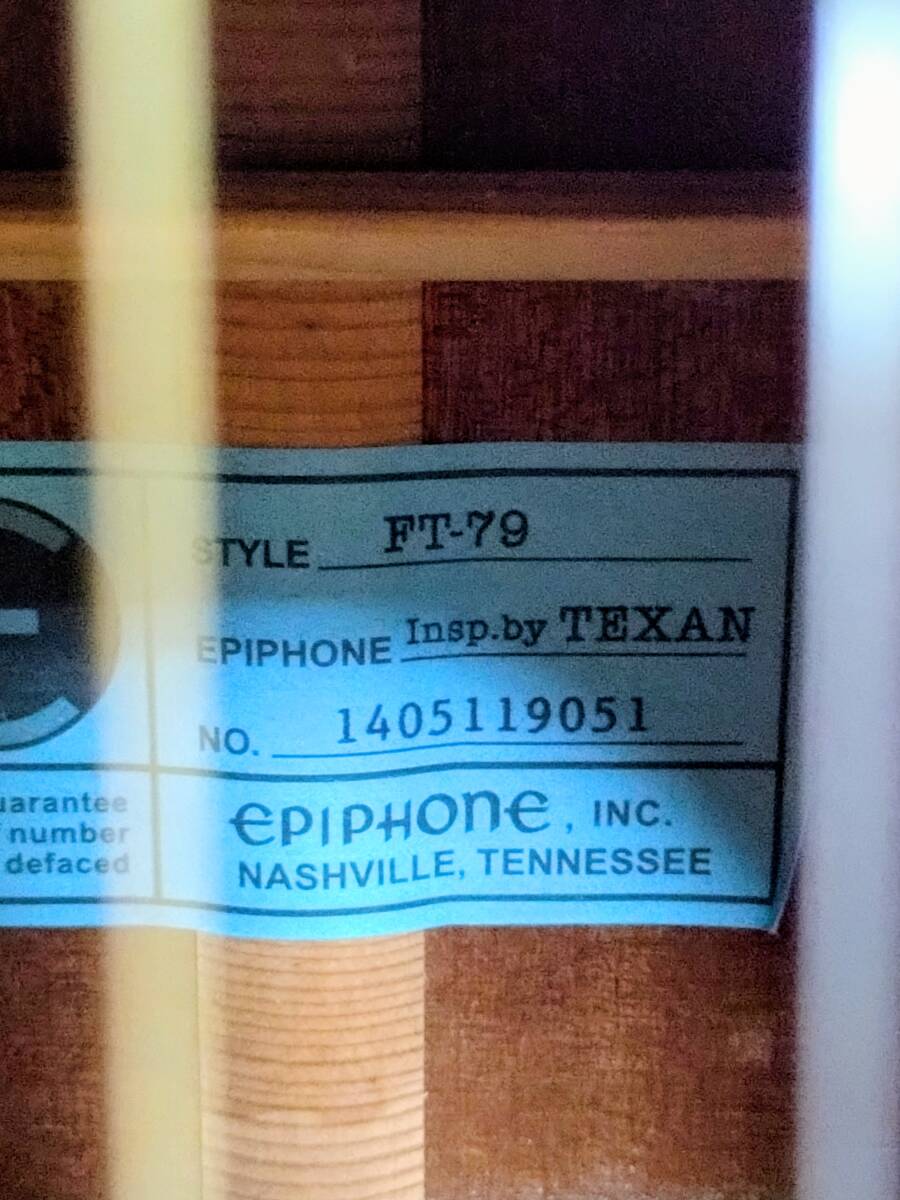 STYLE FT-79
EPIPHONE Insp.by TEXAN
NO. 1405119051
uarantee
number
defaced
EPIPHONE, INC.
NASHVILLE, TENNESSEE